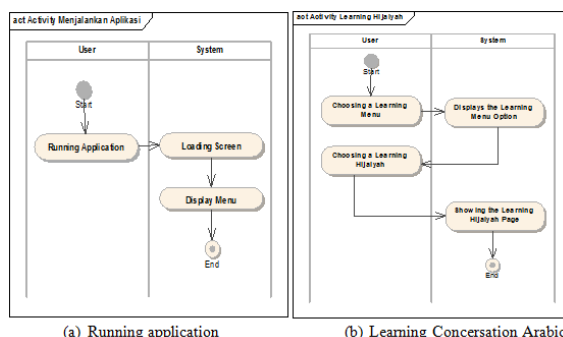 act Activity Menjalankan Aplikasi
User
System
Start
Running Application
Loading Screen
Display Menu
End
(a) Running application
act Activity Learning Hijaiyah
User
System
Start
Choosing a Learning
Menu
Displays the Learning
Menu Option
Choosing a Learning
Hijaiyah
Showing the Learning
Hijaiyah Page
End
(b) Learning Concersation Arabic